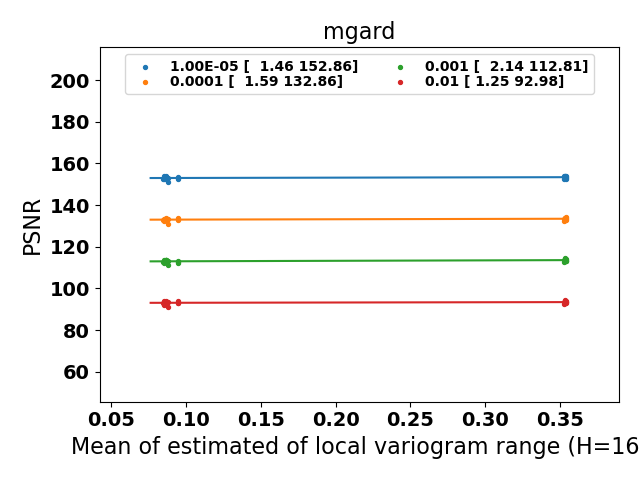 mgard
1.00E-05 [  1.46 152.86]
0.0001 [  1.59 132.86]
0.001 [  2.14 112.81]
0.01 [ 1.25 92.98]
PSNR
200
180
160
140
120
100
80
60
0.05 0.10 0.15 0.20 0.25 0.30 0.35
Mean of estimated of local variogram range (H=16